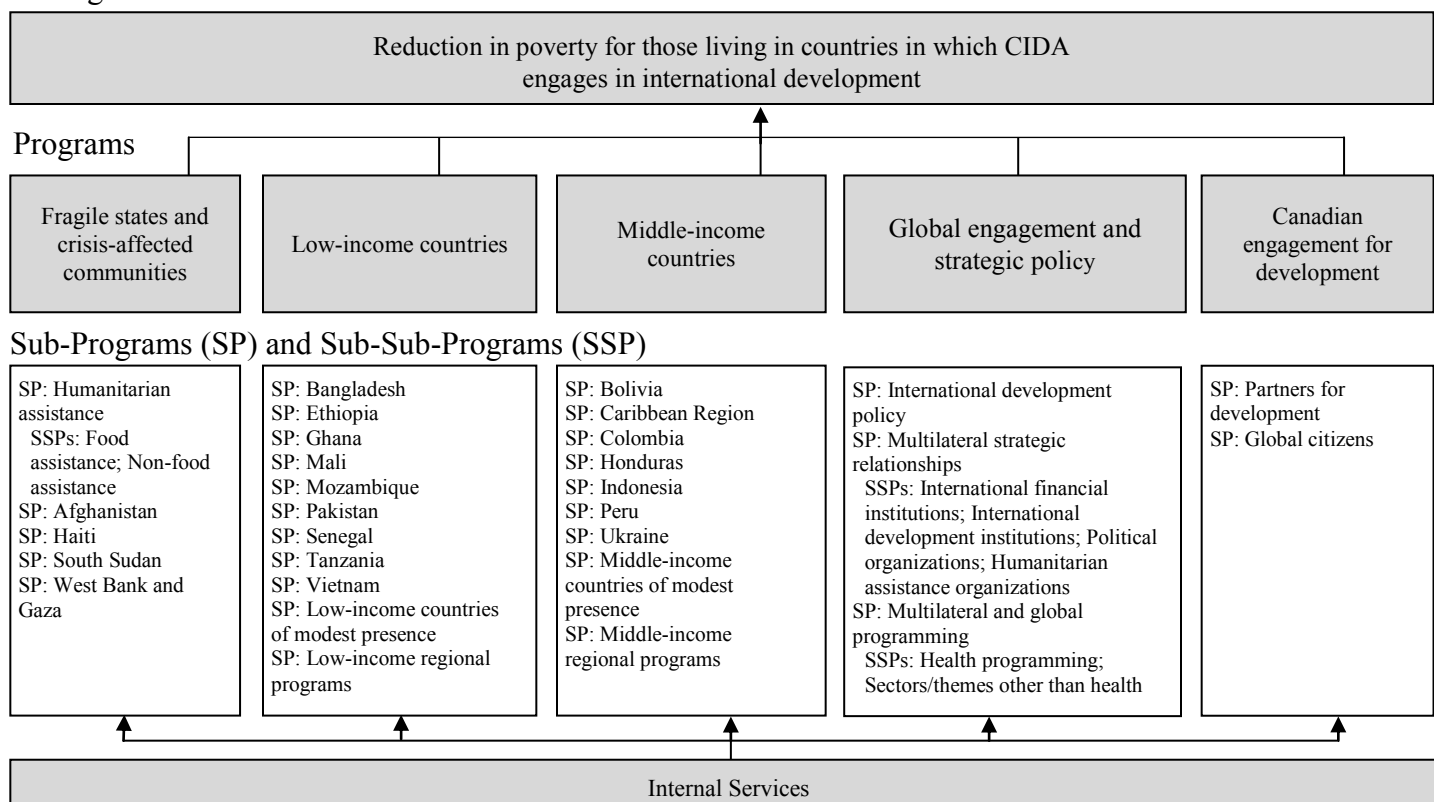 Reduction in poverty for those living in countries in which CIDA
engages in international development
Programs
Fragile states and
crisis-affected
communities
Low-income countries
Middle-income
countries
Global engagement and
strategic policy
Canadian
engagement for
development
Sub-Programs (SP) and Sub-Sub-Programs (SSP)
SP: Humanitarian
assistance
SSPs: Food
assistance; Non-food
assistance
SP: Afghanistan
SP: Haiti
SP: South Sudan
SP: West Bank and
Gaza
SP: Bangladesh
SP: Ethiopia
SP: Ghana
SP: Mali
SP: Mozambique
SP: Pakistan
SP: Senegal
SP: Tanzania
SP: Vietnam
SP: Low-income countries
of modest presence
SP: Low-income regional
programs
SP: Bolivia
SP: Caribbean Region
SP: Colombia
SP: Honduras
SP: Indonesia
SP: Peru
SP: Ukraine
SP: Middle-income
countries of modest
presence
SP: Middle-income
regional programs
SP: International development
policy
SP: Multilateral strategic
relationships
SSPs: International financial
institutions; International
development institutions; Political
organizations; Humanitarian
assistance organizations
SP: Multilateral and global
programming
SSPs: Health programming;
Sectors/themes other than health
SP: Partners for
development
SP: Global citizens
Internal Services